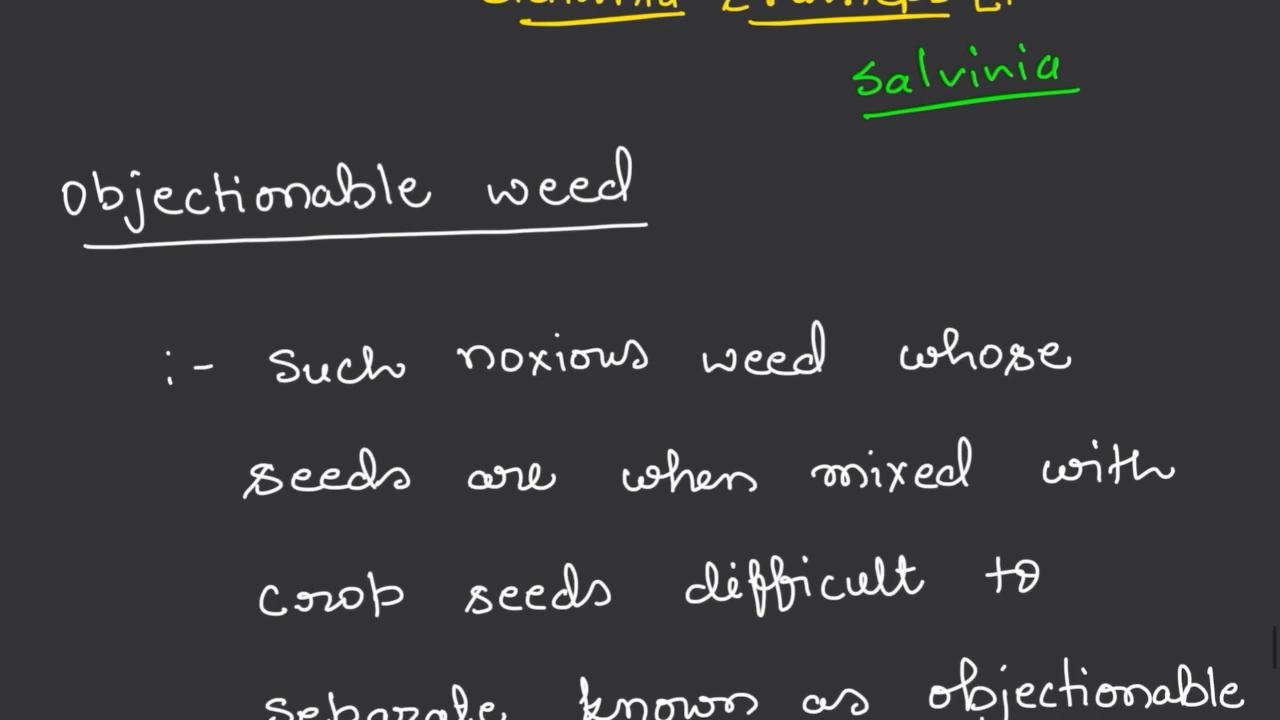 Salvinia
Objectionable weed
:- Such noxious weed whose
seeds are when mixed with
crop seeds difficult to
separate known as objectionable